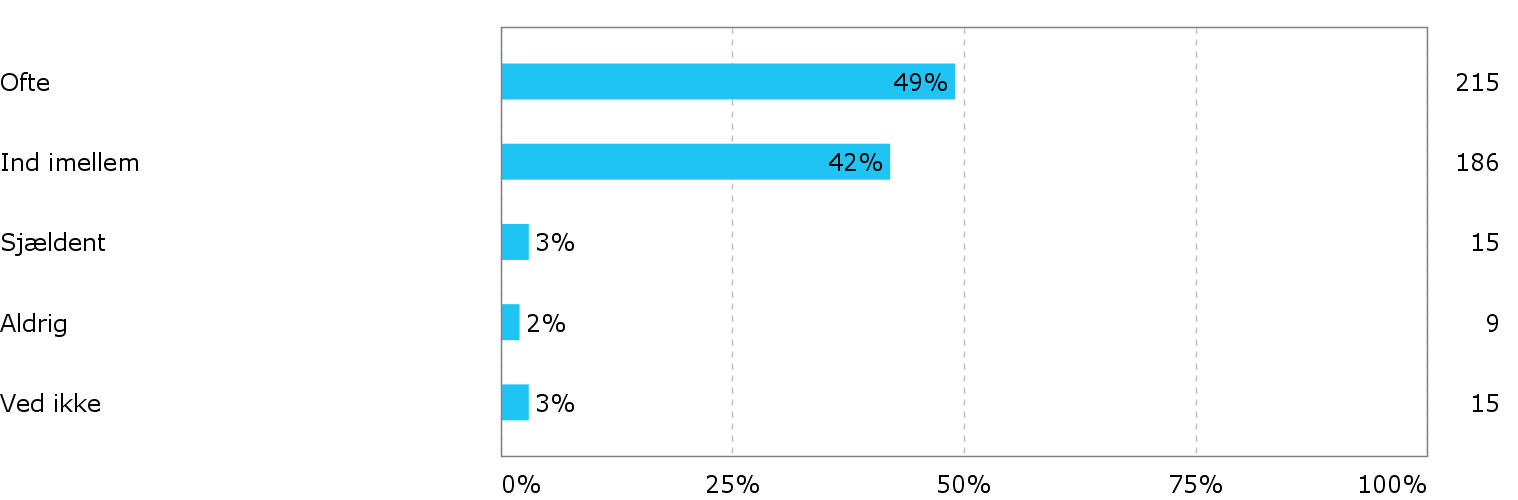 Ofte 49% 215
Ind imellem 42% 186
Sjældent 3% 15
Aldrig 2% 9
Ved ikke 3% 15
0% 25% 50% 75% 100%